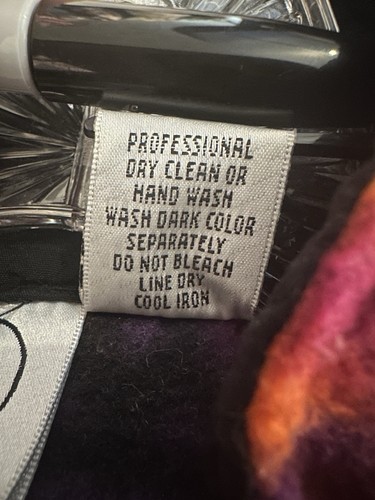 PROFESSIONAL
DRY CLEAN OR
HAND WASH
WASH DARK COLOR
SEPARATELY
DO NOT BLEACH
LINE DRY
COOL IRON